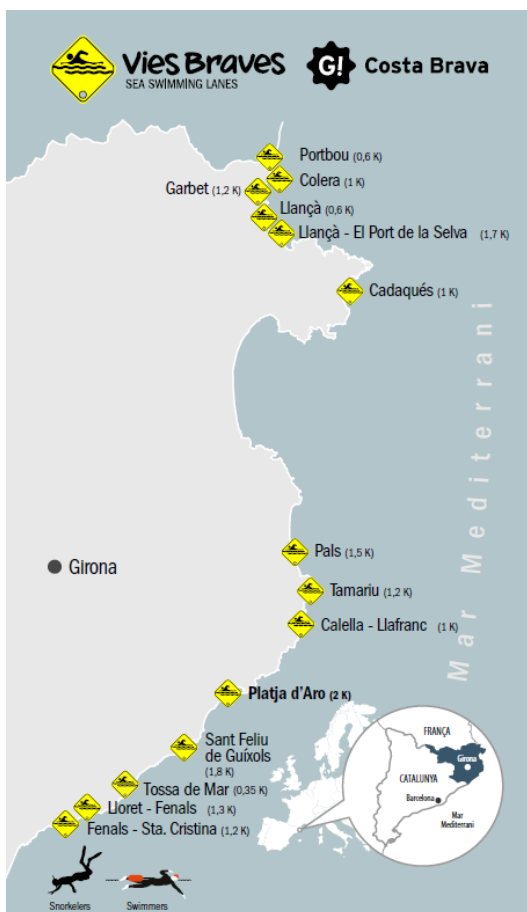 Vies Braves
SEA SWIMMING LANES
G! Costa Brava
Portbou (0,6 K)
Colera (1 K)
Garbet (1,2 K)
Llançà (0,6 K)
Llançà - El Port de la Selva (1,7 K)
Cadaqués (1 K)
Mar Mediterrani
Pals (1,5 K)
Girona
Tamariu (1,2 K)
Calella - Llafranc (1 K)
Platja d'Aro (2 K)
Sant Feliu
de Guíxols
(1,8 K)
Tossa de Mar (0,35 K)
Lloret - Fenals (1,3 K)
Fenals - Sta. Cristina (1,2 K)
FRANÇA
Girona
CATALUNYA
Barcelona
Mar
Mediterrani
Snorkelers
Swimmers